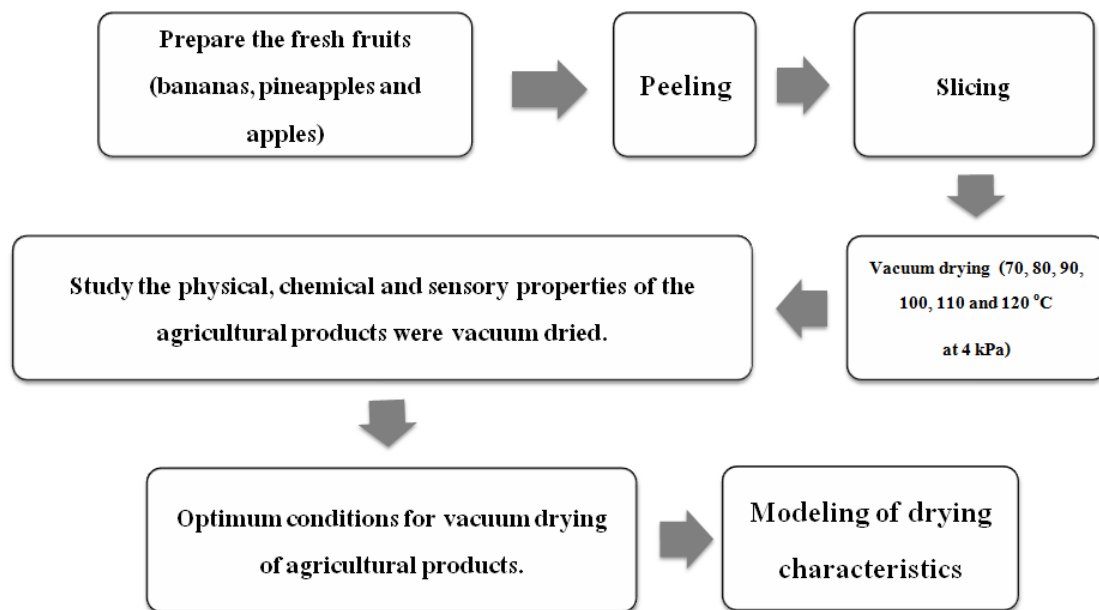 Prepare the fresh fruits
(bananas, pineapples and
apples)
Peeling
Slicing
Vacuum drying (70, 80, 90,
100, 110 and 120 °C
at 4 kPa)
Study the physical, chemical and sensory properties of the
agricultural products were vacuum dried.
Optimum conditions for vacuum drying
of agricultural products.
Modeling of drying
characteristics